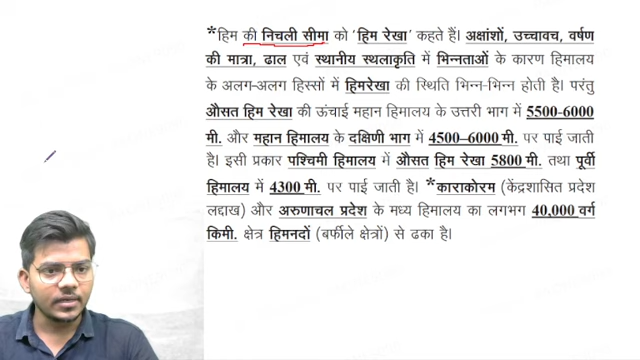 *हिम की निचली सीमा को ‘हिम रेखा’ कहते हैं। अक्षांशों, उच्चावच, वर्षण
की मात्रा, ढाल एवं स्थानीय स्थलाकृति में भिन्नताओं के कारण हिमालय
के अलग-अलग हिस्सों में हिमरेखा की स्थिति भिन्न-भिन्न होती है। परंतु
औसत हिम रेखा की ऊंचाई महान हिमालय के उत्तरी भाग में 5500-6000
मी. और महान हिमालय के दक्षिणी भाग में 4500–6000 मी. पर पाई जाती
है। इसी प्रकार पश्चिमी हिमालय में औसत हिम रेखा 5800 मी. तथा पूर्वी
हिमालय में 4300 मी. पर पाई जाती है। *काराकोरम (केंद्रशासित प्रदेश
लद्दाख) और अरुणाचल प्रदेश के मध्य हिमालय का लगभग 40,000 वर्ग
किमी. क्षेत्र हिमनदों (बर्फीले क्षेत्रों) से ढका है।